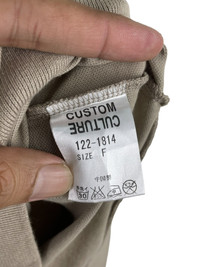 CUSTOM
CULTURE
122-1814
SIZE F
中国製